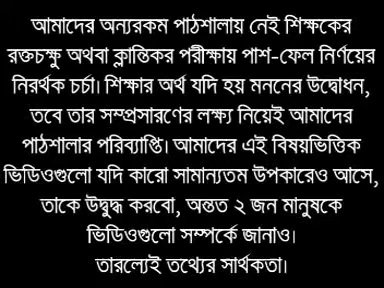 আমাদের অন্যরকম পাঠশালায় নেই শিক্ষকের
রক্তচক্ষু অথবা ক্লান্তিকর পরীক্ষায় পাশ-ফেল নির্ণয়ের
নিরর্থক চর্চা। শিক্ষার অর্থ যদি হয় মননের উদ্বোধন,
তবে তার সম্প্রসারণের লক্ষ্য নিয়েই আমাদের
পাঠশালার পরিব্যাপ্তি। আমাদের এই বিষয়ভিত্তিক
ভিডিওগুলো যদি কারো সামান্যতম উপকারেও আসে,
তাকে উদ্বুদ্ধ করবো, অন্তত ২ জন মানুষকে
ভিডিওগুলো সম্পর্কে জানাও।
তারল্যেই তথ্যের সার্থকতা।